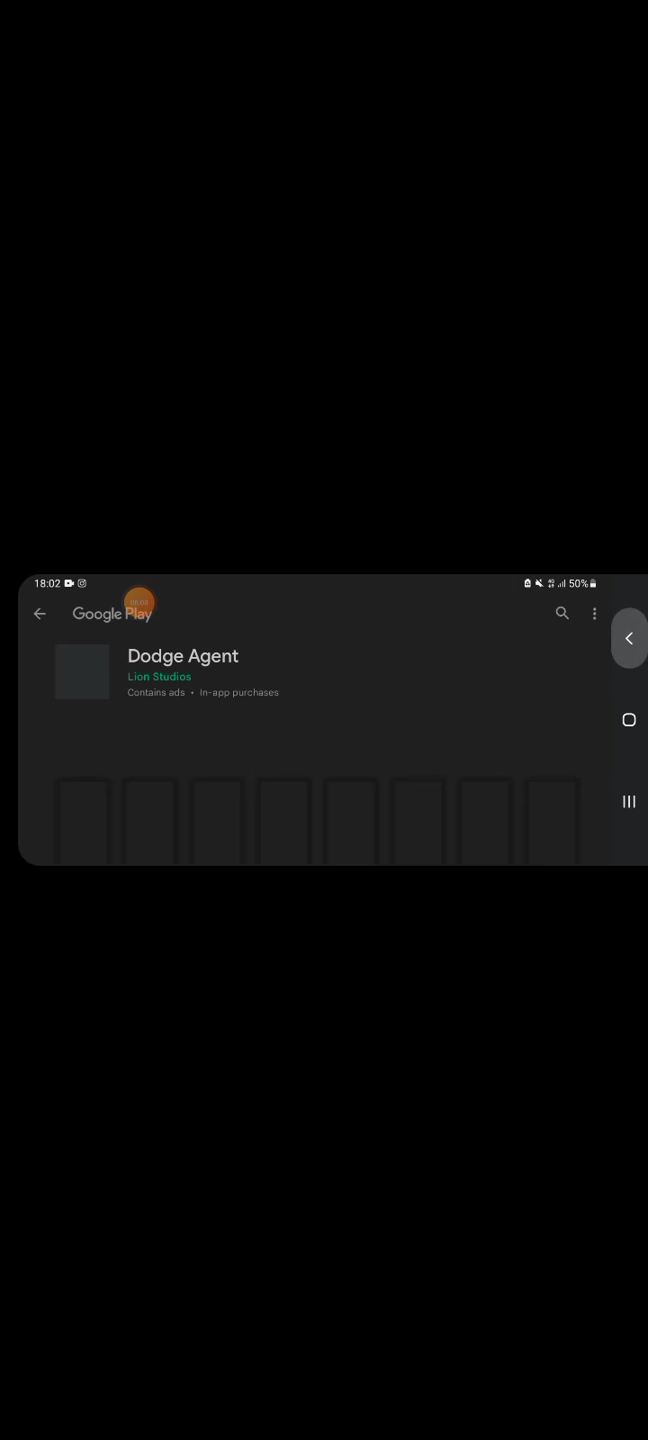 18:02
50%
Google Play
Dodge Agent
Lion Studios
Contains ads • In-app purchases